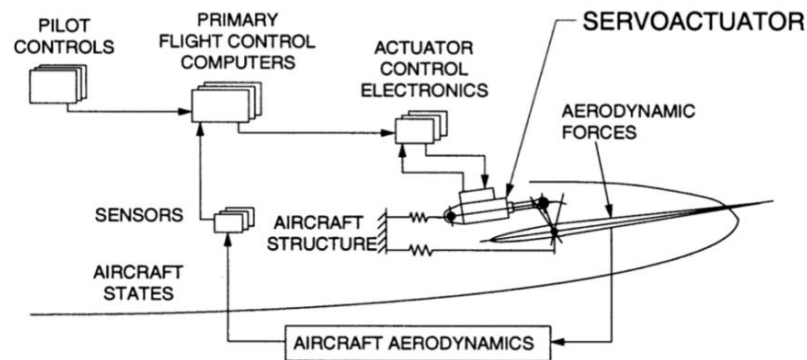 PILOT
CONTROLS
PRIMARY
FLIGHT CONTROL
COMPUTERS
ACTUATOR
CONTROL
ELECTRONICS
SERVOACTUATOR
AERODYNAMIC
FORCES
SENSORS
AIRCRAFT
STRUCTURE
AIRCRAFT
STATES
AIRCRAFT AERODYNAMICS